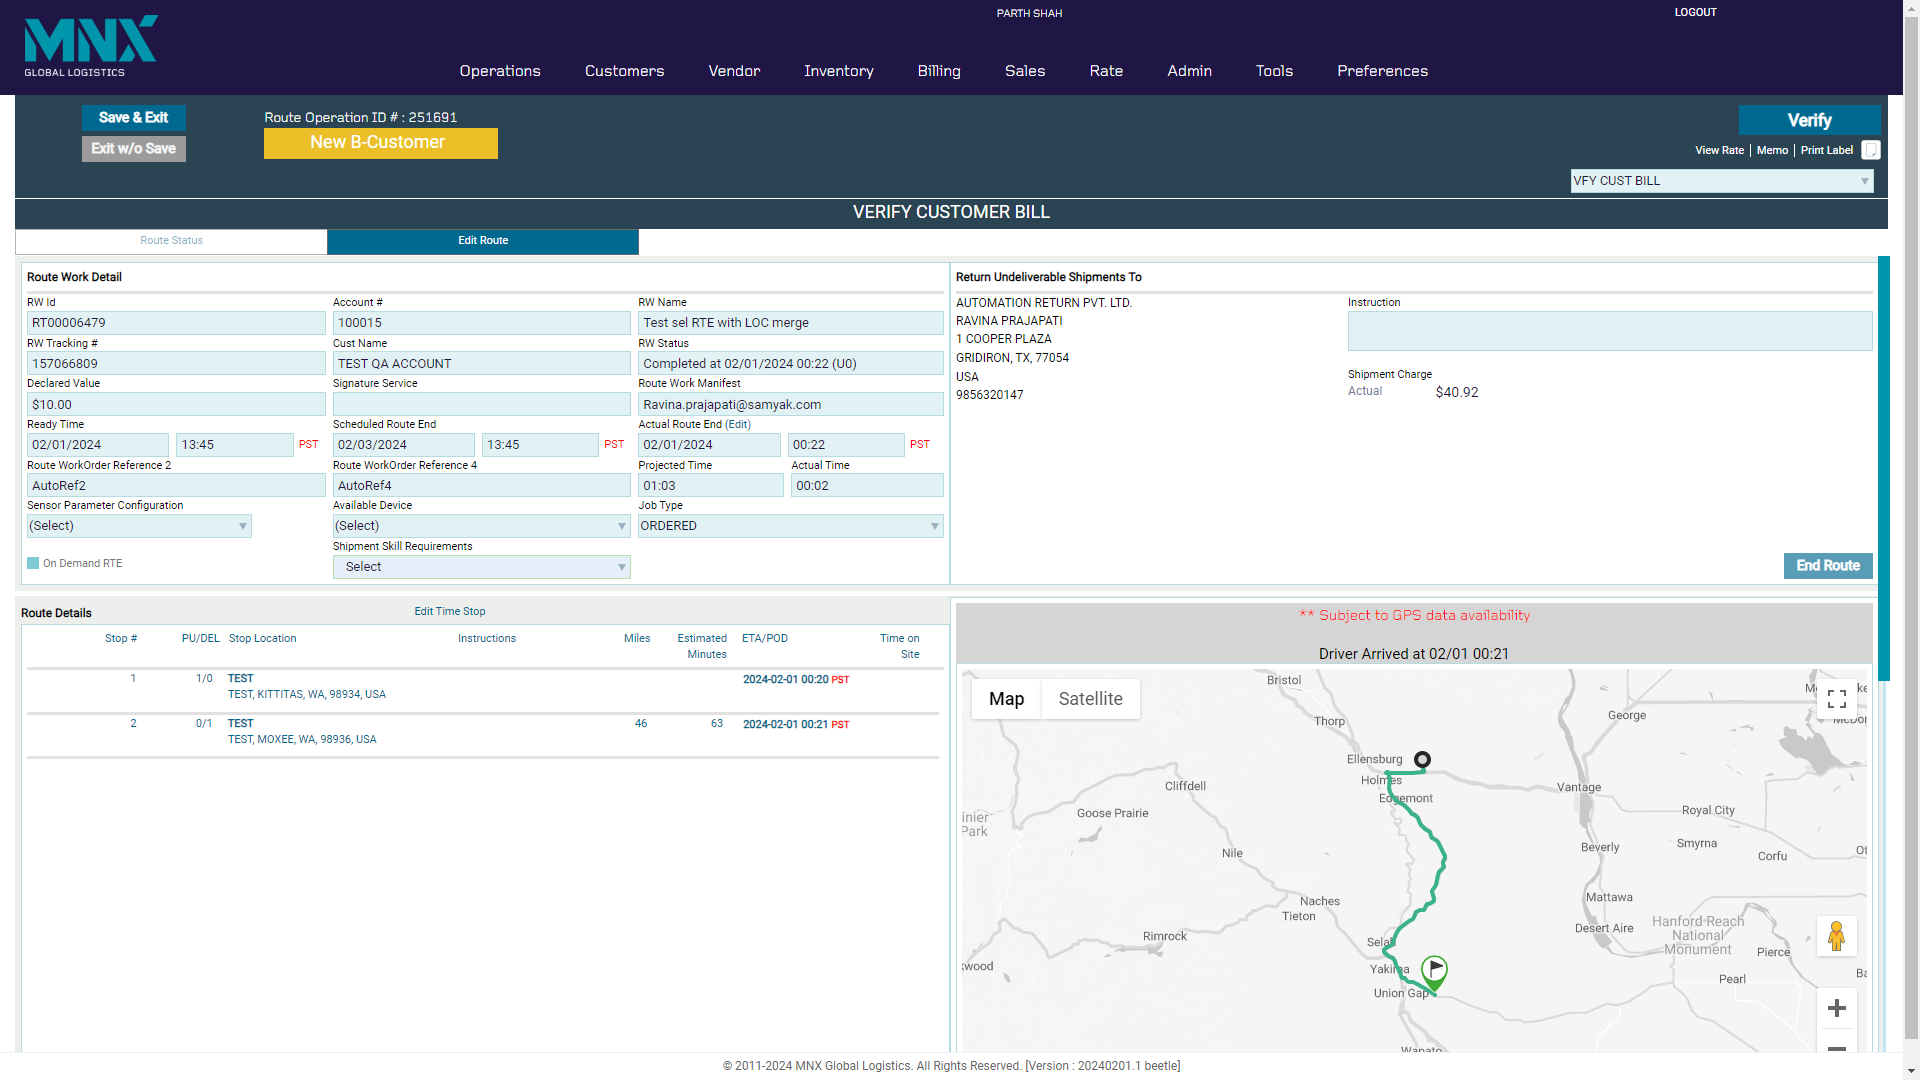 MNX
GLOBAL LOGISTICS
PARTH SHAH
LOGOUT
Operations Customers Vendor Inventory Billing Sales Rate Admin Tools Preferences
Save & Exit
Exit w/o Save
Route Operation ID # : 251691
New B-Customer
Verify
View Rate | Memo | Print Label
VFY CUST BILL
VERIFY CUSTOMER BILL
Route Status
Edit Route
Route Work Detail
RW Id Account # RW Name
RT00006479 100015 Test sel RTE with LOC merge
RW Tracking # Cust Name RW Status
157066809 TEST QA ACCOUNT Completed at 02/01/2024 00:22 (U0)
Declared Value Signature Service Route Work Manifest
$10.00 Ravina.prajapati@samyak.com
Ready Time Scheduled Route End Actual Route End (Edit)
02/01/2024 13:45 PST 02/03/2024 13:45 PST 02/01/2024 00:22 PST
Route WorkOrder Reference 2 Route WorkOrder Reference 4 Projected Time Actual Time
AutoRef2 AutoRef4 01:03 00:02
Sensor Parameter Configuration Available Device Job Type
(Select) (Select) ORDERED
Shipment Skill Requirements
On Demand RTE Select
Return Undeliverable Shipments To
AUTOMATION RETURN PVT. LTD.
RAVINA PRAJAPATI
1 COOPER PLAZA
GRIDIRON, TX, 77054
USA
9856320147
Instruction
Shipment Charge
Actual $40.92
End Route
Route Details Edit Time Stop
Stop # PU/DEL Stop Location Instructions Miles Estimated Minutes ETA/POD Time on Site
1 1/0 TEST 2024-02-01 00:20 PST
TEST, KITTITAS, WA, 98934, USA
2 0/1 TEST 46 63 2024-02-01 00:21 PST
TEST, MOXEE, WA, 98936, USA
** Subject to GPS data availability
Driver Arrived at 02/01 00:21
Map Satellite
Bristol
Thorp
George
Ellensburg
Holmes
Edgemont
Cliffdell
Vantage
Goose Prairie
Royal City
inier
Park
Nile
Beverly
Smyrna
Corfu
Ot
Naches
Tieton
Mattawa
Desert Aire
Hanford Reach
National
Monument
Rimrock
Selah
Pierce
kwood
Yakima
Pearl
Ba
Union Gap
Wapato
© 2011-2024 MNX Global Logistics. All Rights Reserved. [Version : 20240201.1 beetle]